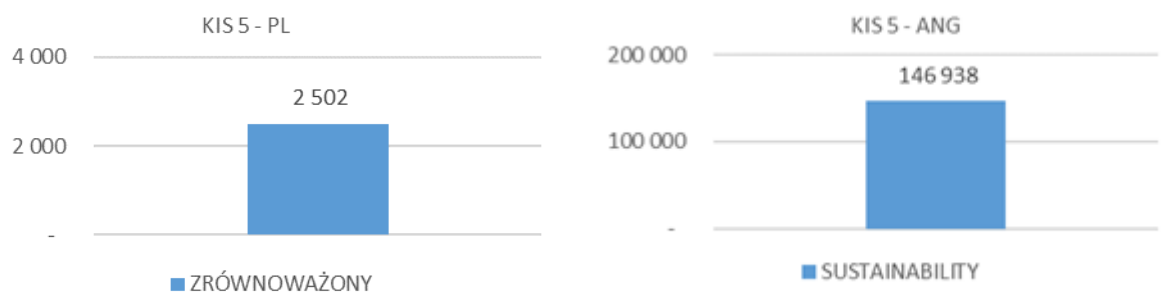 KIS 5 - PL
4 000
2 502
2 000
-
ZRÓWNOWAŻONY
KIS 5 - ANG
200 000
146 938
100 000
-
SUSTAINABILITY